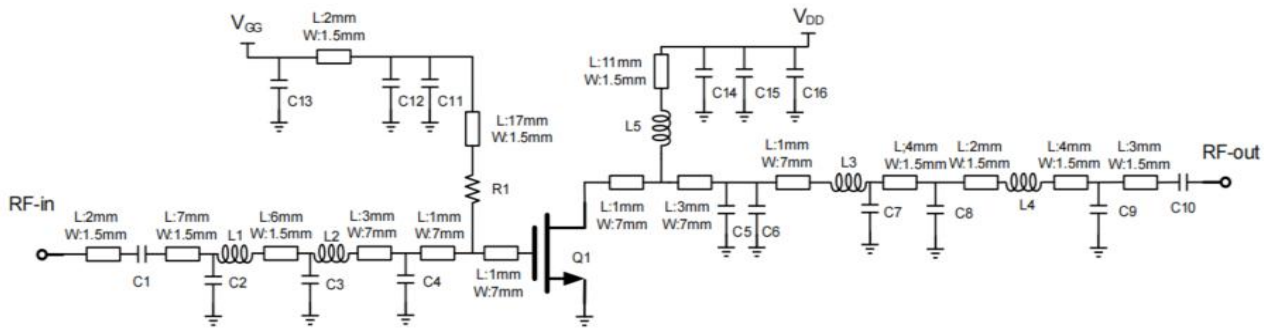 VGG
L:2mm
W:1.5mm
C13
C12
C11
L:17mm
W:1.5mm
R1
RF-in
L:2mm
W:1.5mm
C1
L:7mm
W:1.5mm
L1
C2
L:6mm
W:1.5mm
L2
C3
L:3mm
W:7mm
C4
L:1mm
W:7mm
L:1mm
W:7mm
Q1
VDD
L:11mm
W:1.5mm
C14
C15
C16
L5
L:1mm
W:7mm
L:3mm
W:7mm
C5
C6
L:1mm
W:7mm
L3
C7
L;4mm
W:1.5mm
C8
L:2mm
W:1.5mm
L4
L:4mm
W:1.5mm
C9
L:3mm
W:1.5mm
C10
RF-out